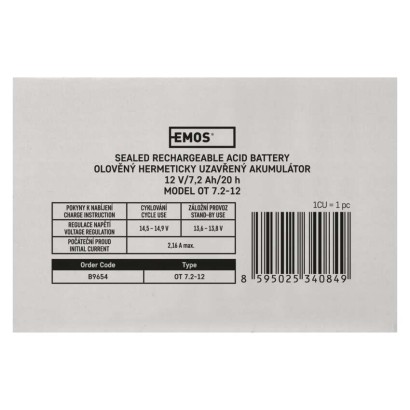 EMOS®
SEALED RECHARGEABLE ACID BATTERY
OLOVĚNÝ HERMETICKY UZAVŘENÝ AKUMULÁTOR
12 V/7,2 Ah/20 h
MODEL OT 7.2-12
1CU = 1 pc
POKYNY K NABÍJENÍ
CHARGE INSTRUCTION
CYKLOVÁNÍ
CYCLE USE
ZÁLOŽNÍ PROVOZ
STAND-BY USE
REGULACE NAPĚTÍ
VOLTAGE REGULATION
14,5 – 14,9 V
13,6 – 13,8 V
POČÁTEČNÍ PROUD
INITIAL CURRENT
2,16 A max.
Order Code
Type
B9654
OT 7.2-12
8 595025 340849